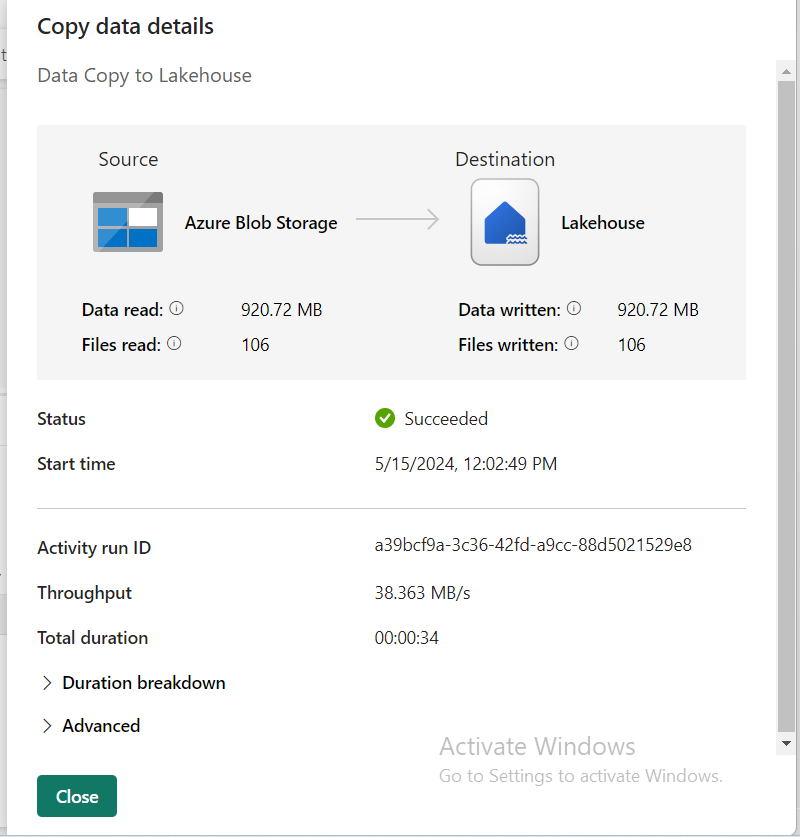 Copy data details
Data Copy to Lakehouse
Source
Destination
Azure Blob Storage
Lakehouse
Data read: 920.72 MB
Data written: 920.72 MB
Files read: 106
Files written: 106
Status Succeeded
Start time 5/15/2024, 12:02:49 PM
Activity run ID a39bcf9a-3c36-42fd-a9cc-88d5021529e8
Throughput 38.363 MB/s
Total duration 00:00:34
Duration breakdown
Advanced
Activate Windows
Go to Settings to activate Windows.
Close